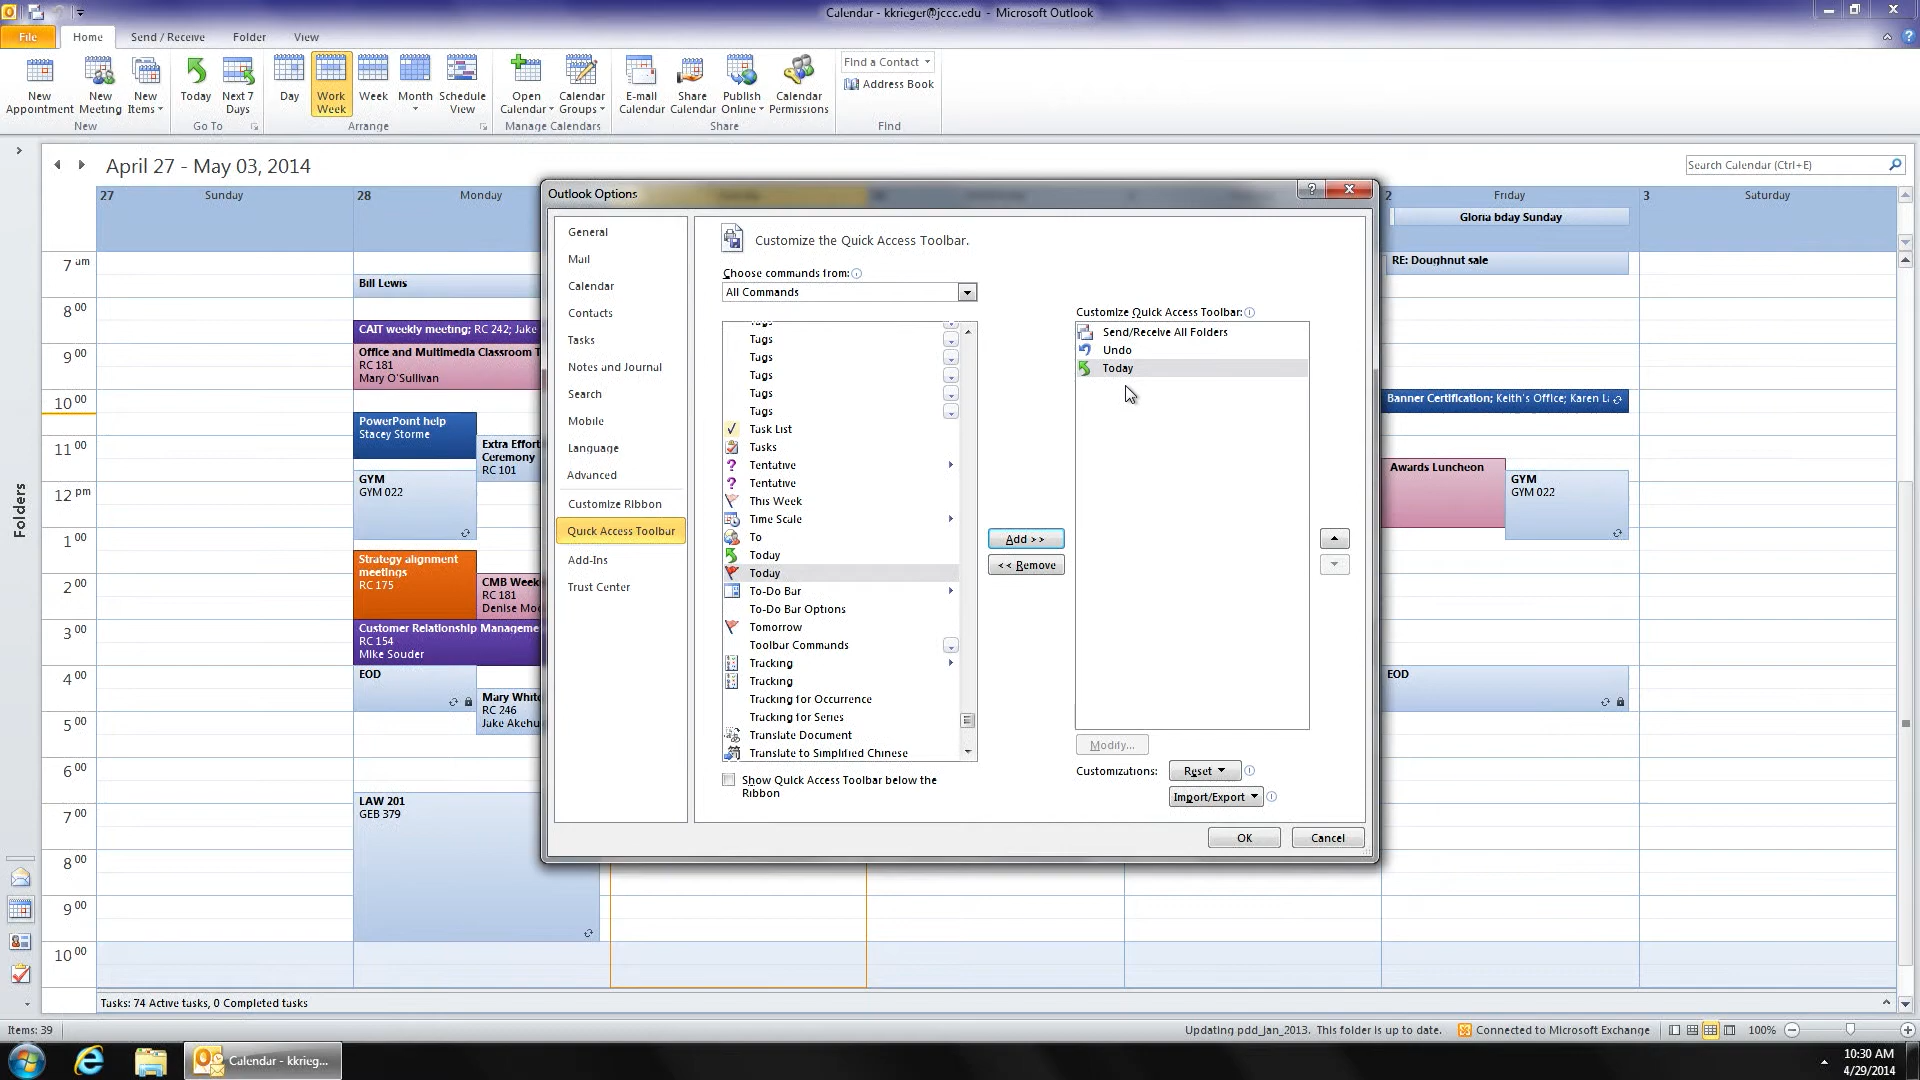 Calendar - kkrieger@jccc.edu - Microsoft Outlook
File
Home
Send / Receive
Folder
View
New Appointment
New Meeting
New Items
New
Today
Next 7 Days
Go To
Day
Work Week
Week
Month
Schedule View
Arrange
Open Calendar
Calendar Groups
Manage Calendars
E-mail Calendar
Share Calendar
Publish Online
Calendar Permissions
Share
Find a Contact
Address Book
Find
April 27 - May 03, 2014
Search Calendar (Ctrl+E)
27 Sunday
28 Monday
2 Friday
3 Saturday
Gloria bday Sunday
7 am
8 00
9 00
10 00
11 00
12 pm
1 00
2 00
3 00
4 00
5 00
6 00
7 00
8 00
9 00
10 00
Folders
Bill Lewis
CAIT weekly meeting; RC 242; Jake
Office and Multimedia Classroom T
RC 181
Mary O'Sullivan
PowerPoint help
Stacey Storme
Extra Effort
Ceremony
RC 101
GYM
GYM 022
Strategy alignment
meetings
RC 175
CMB Week
RC 181
Denise Moo
Customer Relationship Manageme
RC 154
Mike Souder
EOD
Mary White
RC 246
Jake Akehu
LAW 201
GEB 379
RE: Doughnut sale
Banner Certification; Keith's Office; Karen L
Awards Luncheon
GYM
GYM 022
EOD
Outlook Options
General
Mail
Calendar
Contacts
Tasks
Notes and Journal
Search
Mobile
Language
Advanced
Customize Ribbon
Quick Access Toolbar
Add-Ins
Trust Center
Customize the Quick Access Toolbar.
Choose commands from:
All Commands
Tags
Tags
Tags
Tags
Tags
Tags
Task List
Tasks
Tentative
Tentative
This Week
Time Scale
To
Today
Today
To-Do Bar
To-Do Bar Options
Tomorrow
Toolbar Commands
Tracking
Tracking
Tracking for Occurrence
Tracking for Series
Translate Document
Translate to Simplified Chinese
Show Quick Access Toolbar below the
Ribbon
Add >>
<< Remove
Customize Quick Access Toolbar:
Send/Receive All Folders
Undo
Today
Modify...
Customizations: Reset
Import/Export
OK
Cancel
Tasks: 74 Active tasks, 0 Completed tasks
Items: 39
Updating pdd_jan_2013. This folder is up to date.
Connected to Microsoft Exchange
100%
Calendar - kkrieg...
10:30 AM
4/29/2014